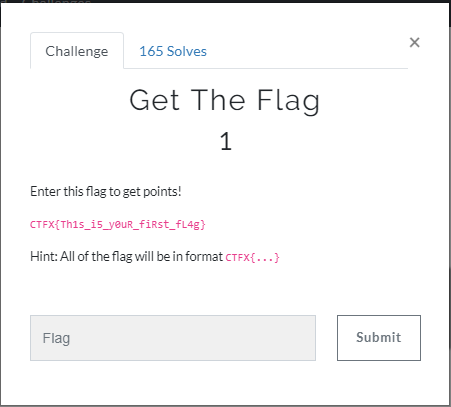 Challenge
165 Solves
×
Get The Flag
1
Enter this flag to get points!
CTFX{Th1s_i5_y0uR_fiRst_fL4g}
Hint: All of the flag will be in format CTFX{...}
Flag
Submit